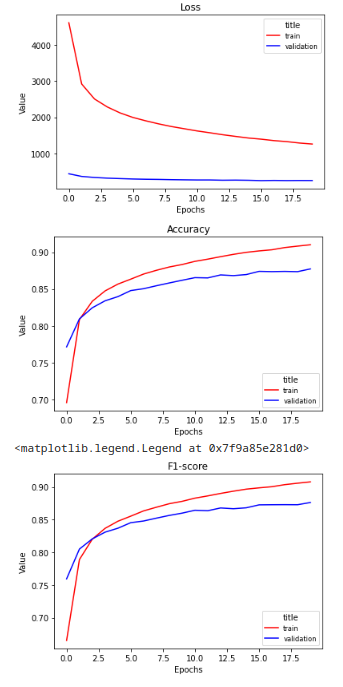 Loss
title
train
validation
4000
3000
2000
1000
Value
0.0 2.5 5.0 7.5 10.0 12.5 15.0 17.5
Epochs
Accuracy
0.90
0.85
0.80
0.75
0.70
Value
title
train
validation
0.0 2.5 5.0 7.5 10.0 12.5 15.0 17.5
Epochs
<matplotlib.legend.Legend at 0x7f9a85e281d0>
F1-score
0.90
0.85
0.80
0.75
0.70
Value
title
train
validation
0.0 2.5 5.0 7.5 10.0 12.5 15.0 17.5
Epochs